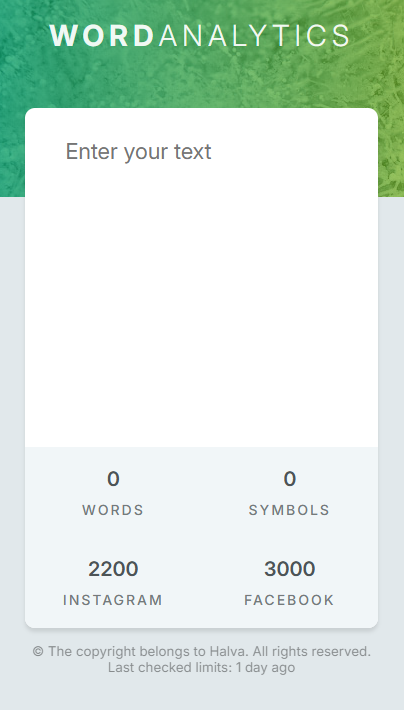 WORDANALYTICS
Enter your text
0 0
WORDS SYMBOLS
2200 3000
INSTAGRAM FACEBOOK
© The copyright belongs to Halva. All rights reserved.
Last checked limits: 1 day ago